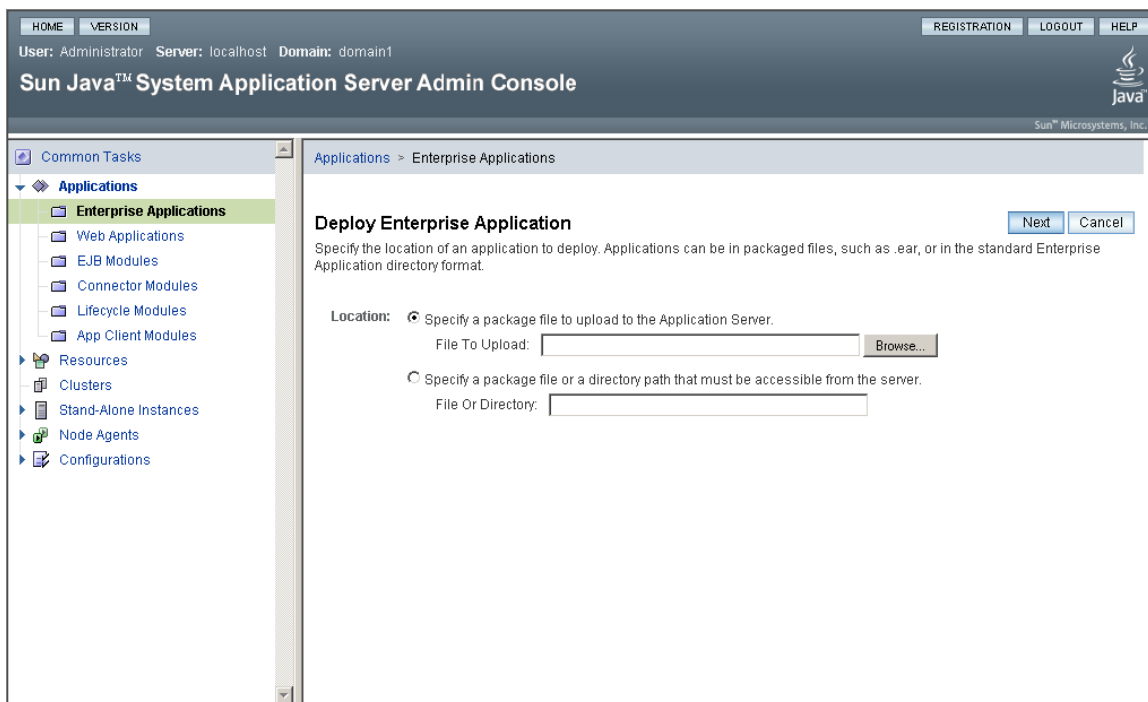 HOME VERSION REGISTRATION LOGOUT HELP
User: Administrator Server: localhost Domain: domain1
Sun Java™ System Application Server Admin Console
Java™
Sun™ Microsystems, Inc.
Common Tasks
Applications
Enterprise Applications
Web Applications
EJB Modules
Connector Modules
Lifecycle Modules
App Client Modules
Resources
Clusters
Stand-Alone Instances
Node Agents
Configurations
Applications > Enterprise Applications
Deploy Enterprise Application Next Cancel
Specify the location of an application to deploy. Applications can be in packaged files, such as .ear, or in the standard Enterprise
Application directory format.
Location: Specify a package file to upload to the Application Server.
File To Upload: Browse...
Specify a package file or a directory path that must be accessible from the server.
File Or Directory: